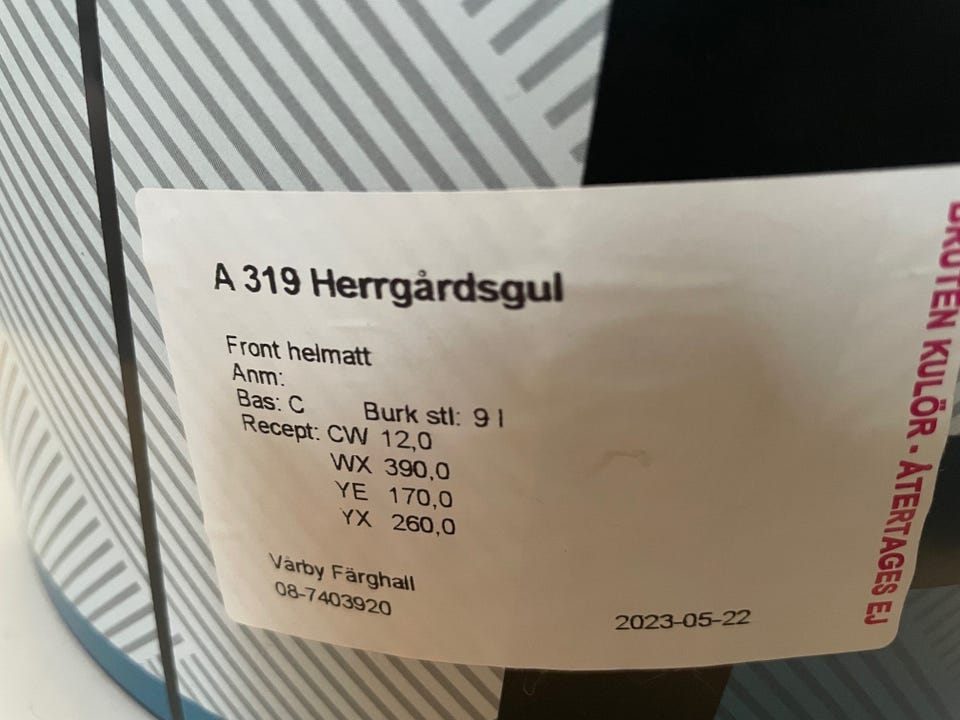 A 319 Herrgårdsgul
Front helmatt
Anm:
Bas: C Burk stl: 9 l
Recept: CW 12,0
WX 390,0
YE 170,0
YX 260,0
Vårby Färghall
08-7403920
2023-05-22
BRUTEN KULÖR - ÅTERTAGES EJ